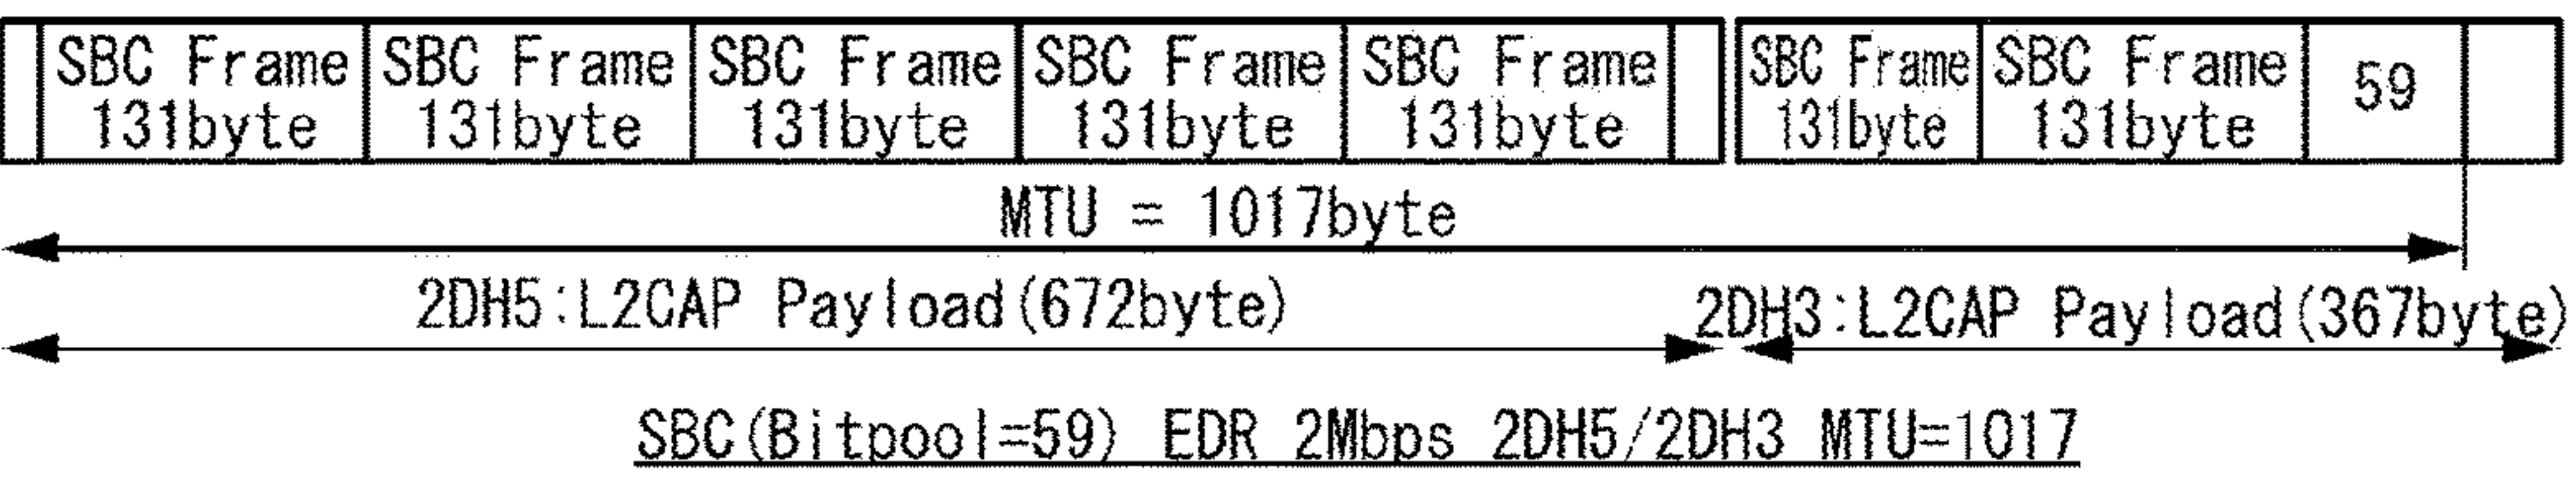 SBC Frame SBC Frame SBC Frame SBC Frame SBC Frame SBC Frame SBC Frame 59
131byte 131byte 131byte 131byte 131byte 131byte 131byte
MTU = 1017byte
2DH5:L2CAP Payload(672byte) 2DH3:L2CAP Payload(367byte)
SBC(Bitpool=59) EDR 2Mbps 2DH5/2DH3 MTU=1017